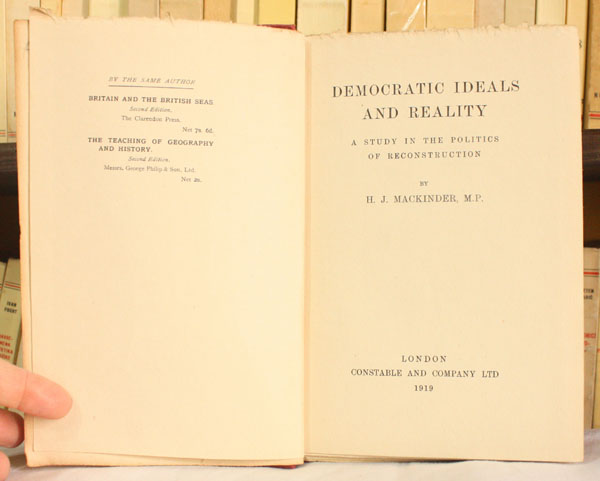 BY THE SAME AUTHOR
BRITAIN AND THE BRITISH SEAS
Second Edition.
The Clarendon Press.
Net 7s. 6d.
THE TEACHING OF GEOGRAPHY
AND HISTORY.
Second Edition.
Messrs. George Philip & Son, Ltd.
Net 2s.
DEMOCRATIC IDEALS
AND REALITY
A STUDY IN THE POLITICS
OF RECONSTRUCTION
BY
H. J. MACKINDER, M.P.
LONDON
CONSTABLE AND COMPANY LTD
1919